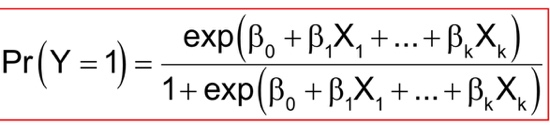 Pr(Y = 1) = exp(β₀ + β₁X₁ + ... + βₖXₖ) / 1 + exp(β₀ + β₁X₁ + ... + βₖXₖ)